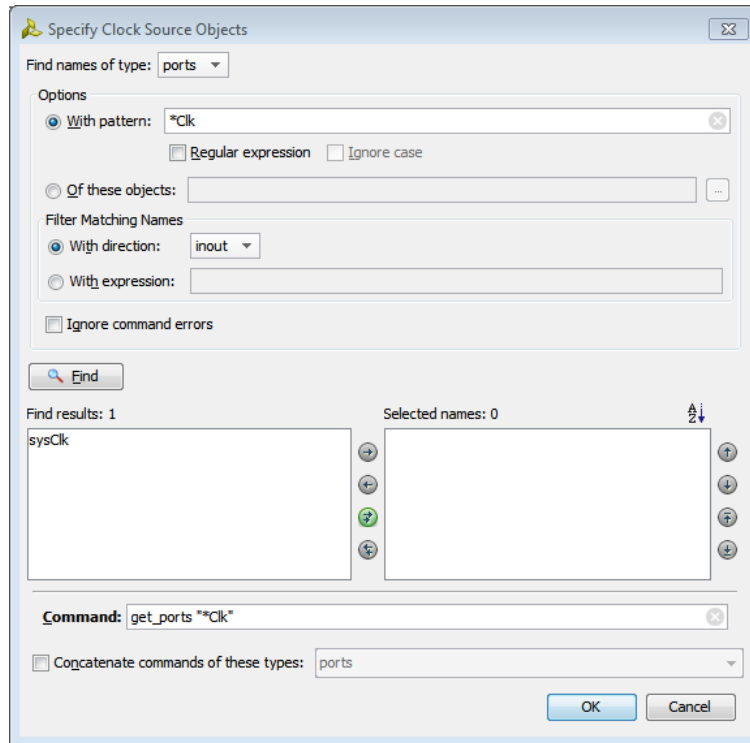 Specify Clock Source Objects
Find names of type: ports
Options
With pattern: *Clk
Regular expression Ignore case
Of these objects: ...
Filter Matching Names
With direction: inout
With expression:
Ignore command errors
Find
Find results: 1 Selected names: 0 A Z
sysClk
Command: get_ports "*Clk"
Concatenate commands of these types: ports
OK Cancel